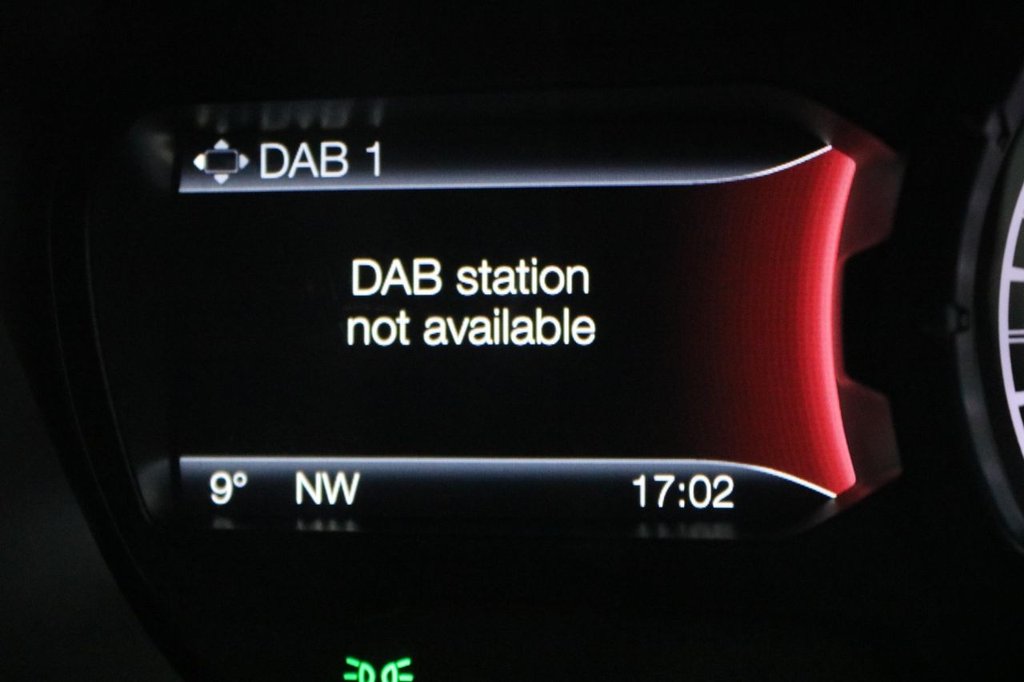 DAB 1
DAB station
not available
9° NW 17:02